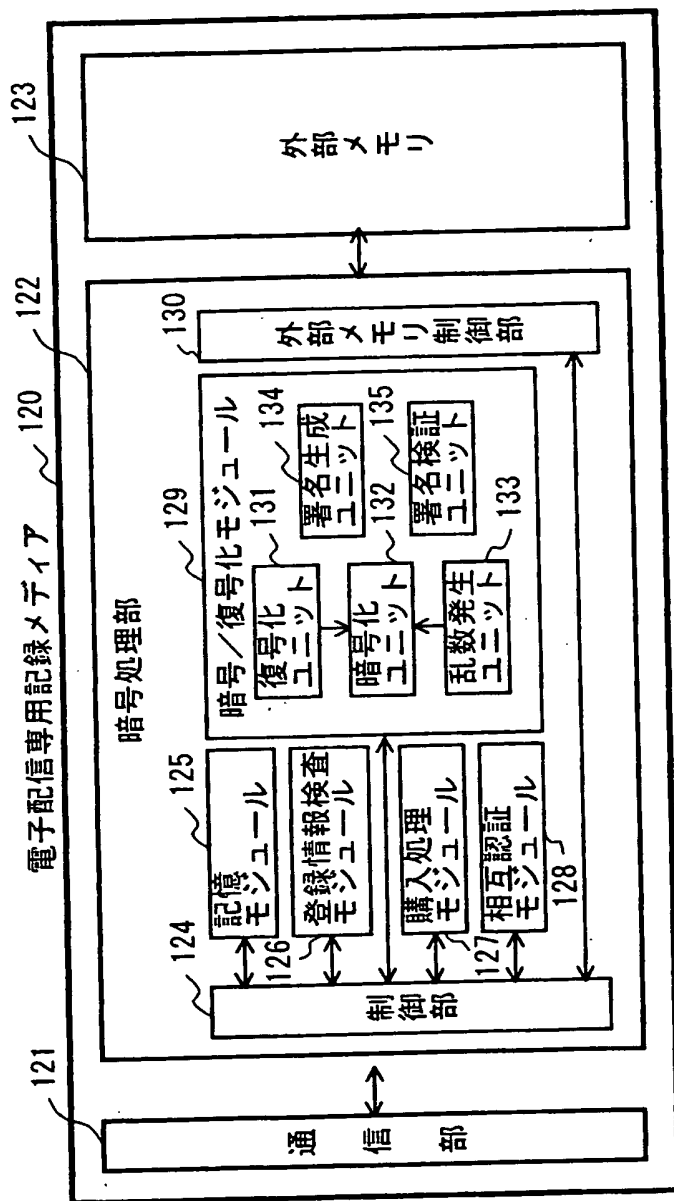 電子配信専用記録メディア
120
121
通信部
122
暗号処理部
123
外部メモリ
124
制御部
125
記憶
モジュール
126
登録情報検査
モジュール
127
購入処理
モジュール
128
相互認証
モジュール
129
暗号/復号化モジュール
131
復号化
ユニット
132
暗号化
ユニット
133
乱数発生
ユニット
134
署名生成
ユニット
135
署名検証
ユニット
130
外部メモリ制御部